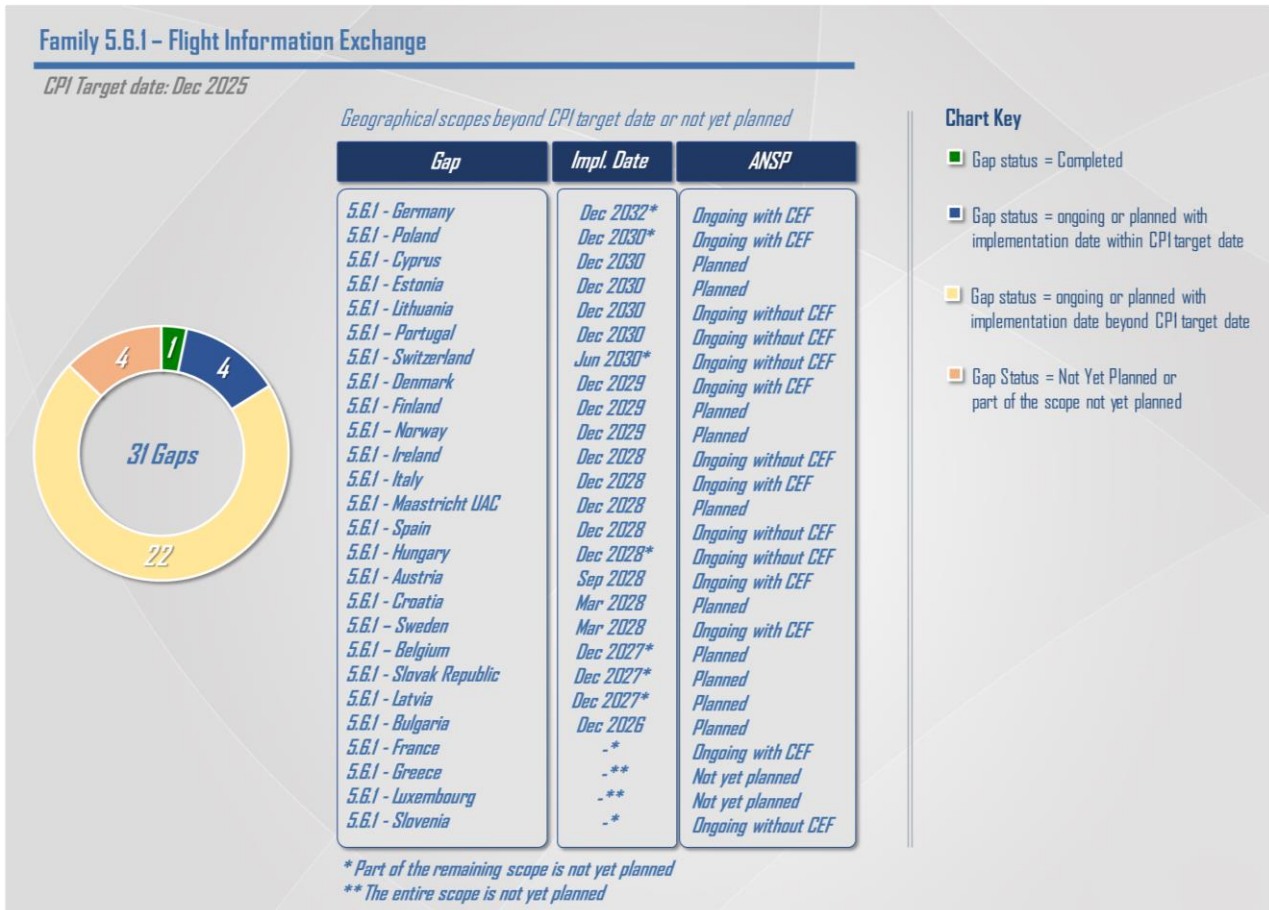 Family 5.6.1 – Flight Information Exchange
CP1 Target date: Dec 2025
Geographical scopes beyond CP1 target date or not yet planned
Gap Impl. Date ANSP
5.6.1 - Germany Dec 2032* Ongoing with CEF
5.6.1 - Poland Dec 2030* Ongoing with CEF
5.6.1 - Cyprus Dec 2030 Planned
5.6.1 - Estonia Dec 2030 Planned
5.6.1 - Lithuania Dec 2030 Ongoing without CEF
5.6.1 – Portugal Dec 2030 Ongoing without CEF
5.6.1 - Switzerland Jun 2030* Ongoing without CEF
5.6.1 - Denmark Dec 2029 Ongoing with CEF
5.6.1 - Finland Dec 2029 Planned
5.6.1 – Norway Dec 2029 Planned
5.6.1 - Ireland Dec 2028 Ongoing without CEF
5.6.1 - Italy Dec 2028 Ongoing with CEF
5.6.1 - Maastricht UAC Dec 2028 Planned
5.6.1 - Spain Dec 2028 Ongoing without CEF
5.6.1 - Hungary Dec 2028* Ongoing without CEF
5.6.1 - Austria Sep 2028 Ongoing with CEF
5.6.1 - Croatia Mar 2028 Planned
5.6.1 – Sweden Mar 2028 Ongoing with CEF
5.6.1 – Belgium Dec 2027* Planned
5.6.1 - Slovak Republic Dec 2027* Planned
5.6.1 - Latvia Dec 2027* Planned
5.6.1 - Bulgaria Dec 2026 Planned
5.6.1 - France -* Ongoing with CEF
5.6.1 - Greece -** Not yet planned
5.6.1 - Luxembourg -** Not yet planned
5.6.1 - Slovenia -* Ongoing without CEF
* Part of the remaining scope is not yet planned
** The entire scope is not yet planned
1
4
22
4
31 Gaps
Chart Key
Gap status = Completed
Gap status = ongoing or planned with
implementation date within CP1 target date
Gap status = ongoing or planned with
implementation date beyond CP1 target date
Gap Status = Not Yet Planned or
part of the scope not yet planned